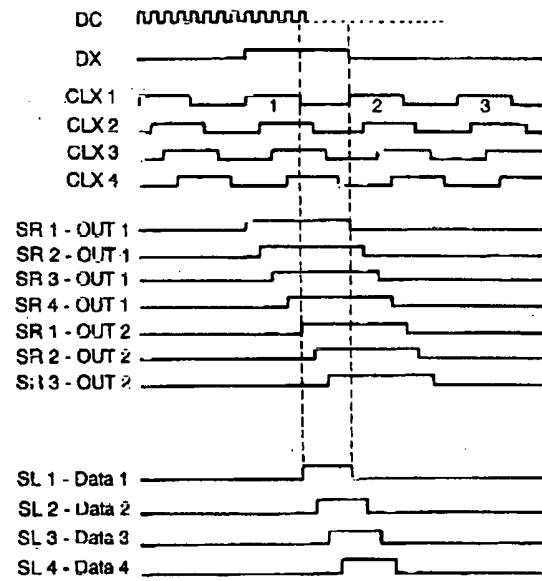 DC
DX
CLX 1
1 2 3
CLX 2
CLX 3
CLX 4
SR 1 - OUT 1
SR 2 - OUT 1
SR 3 - OUT 1
SR 4 - OUT 1
SR 1 - OUT 2
SR 2 - OUT 2
SR 3 - OUT 2
SL 1 - Data 1
SL 2 - Data 2
SL 3 - Data 3
SL 4 - Data 4